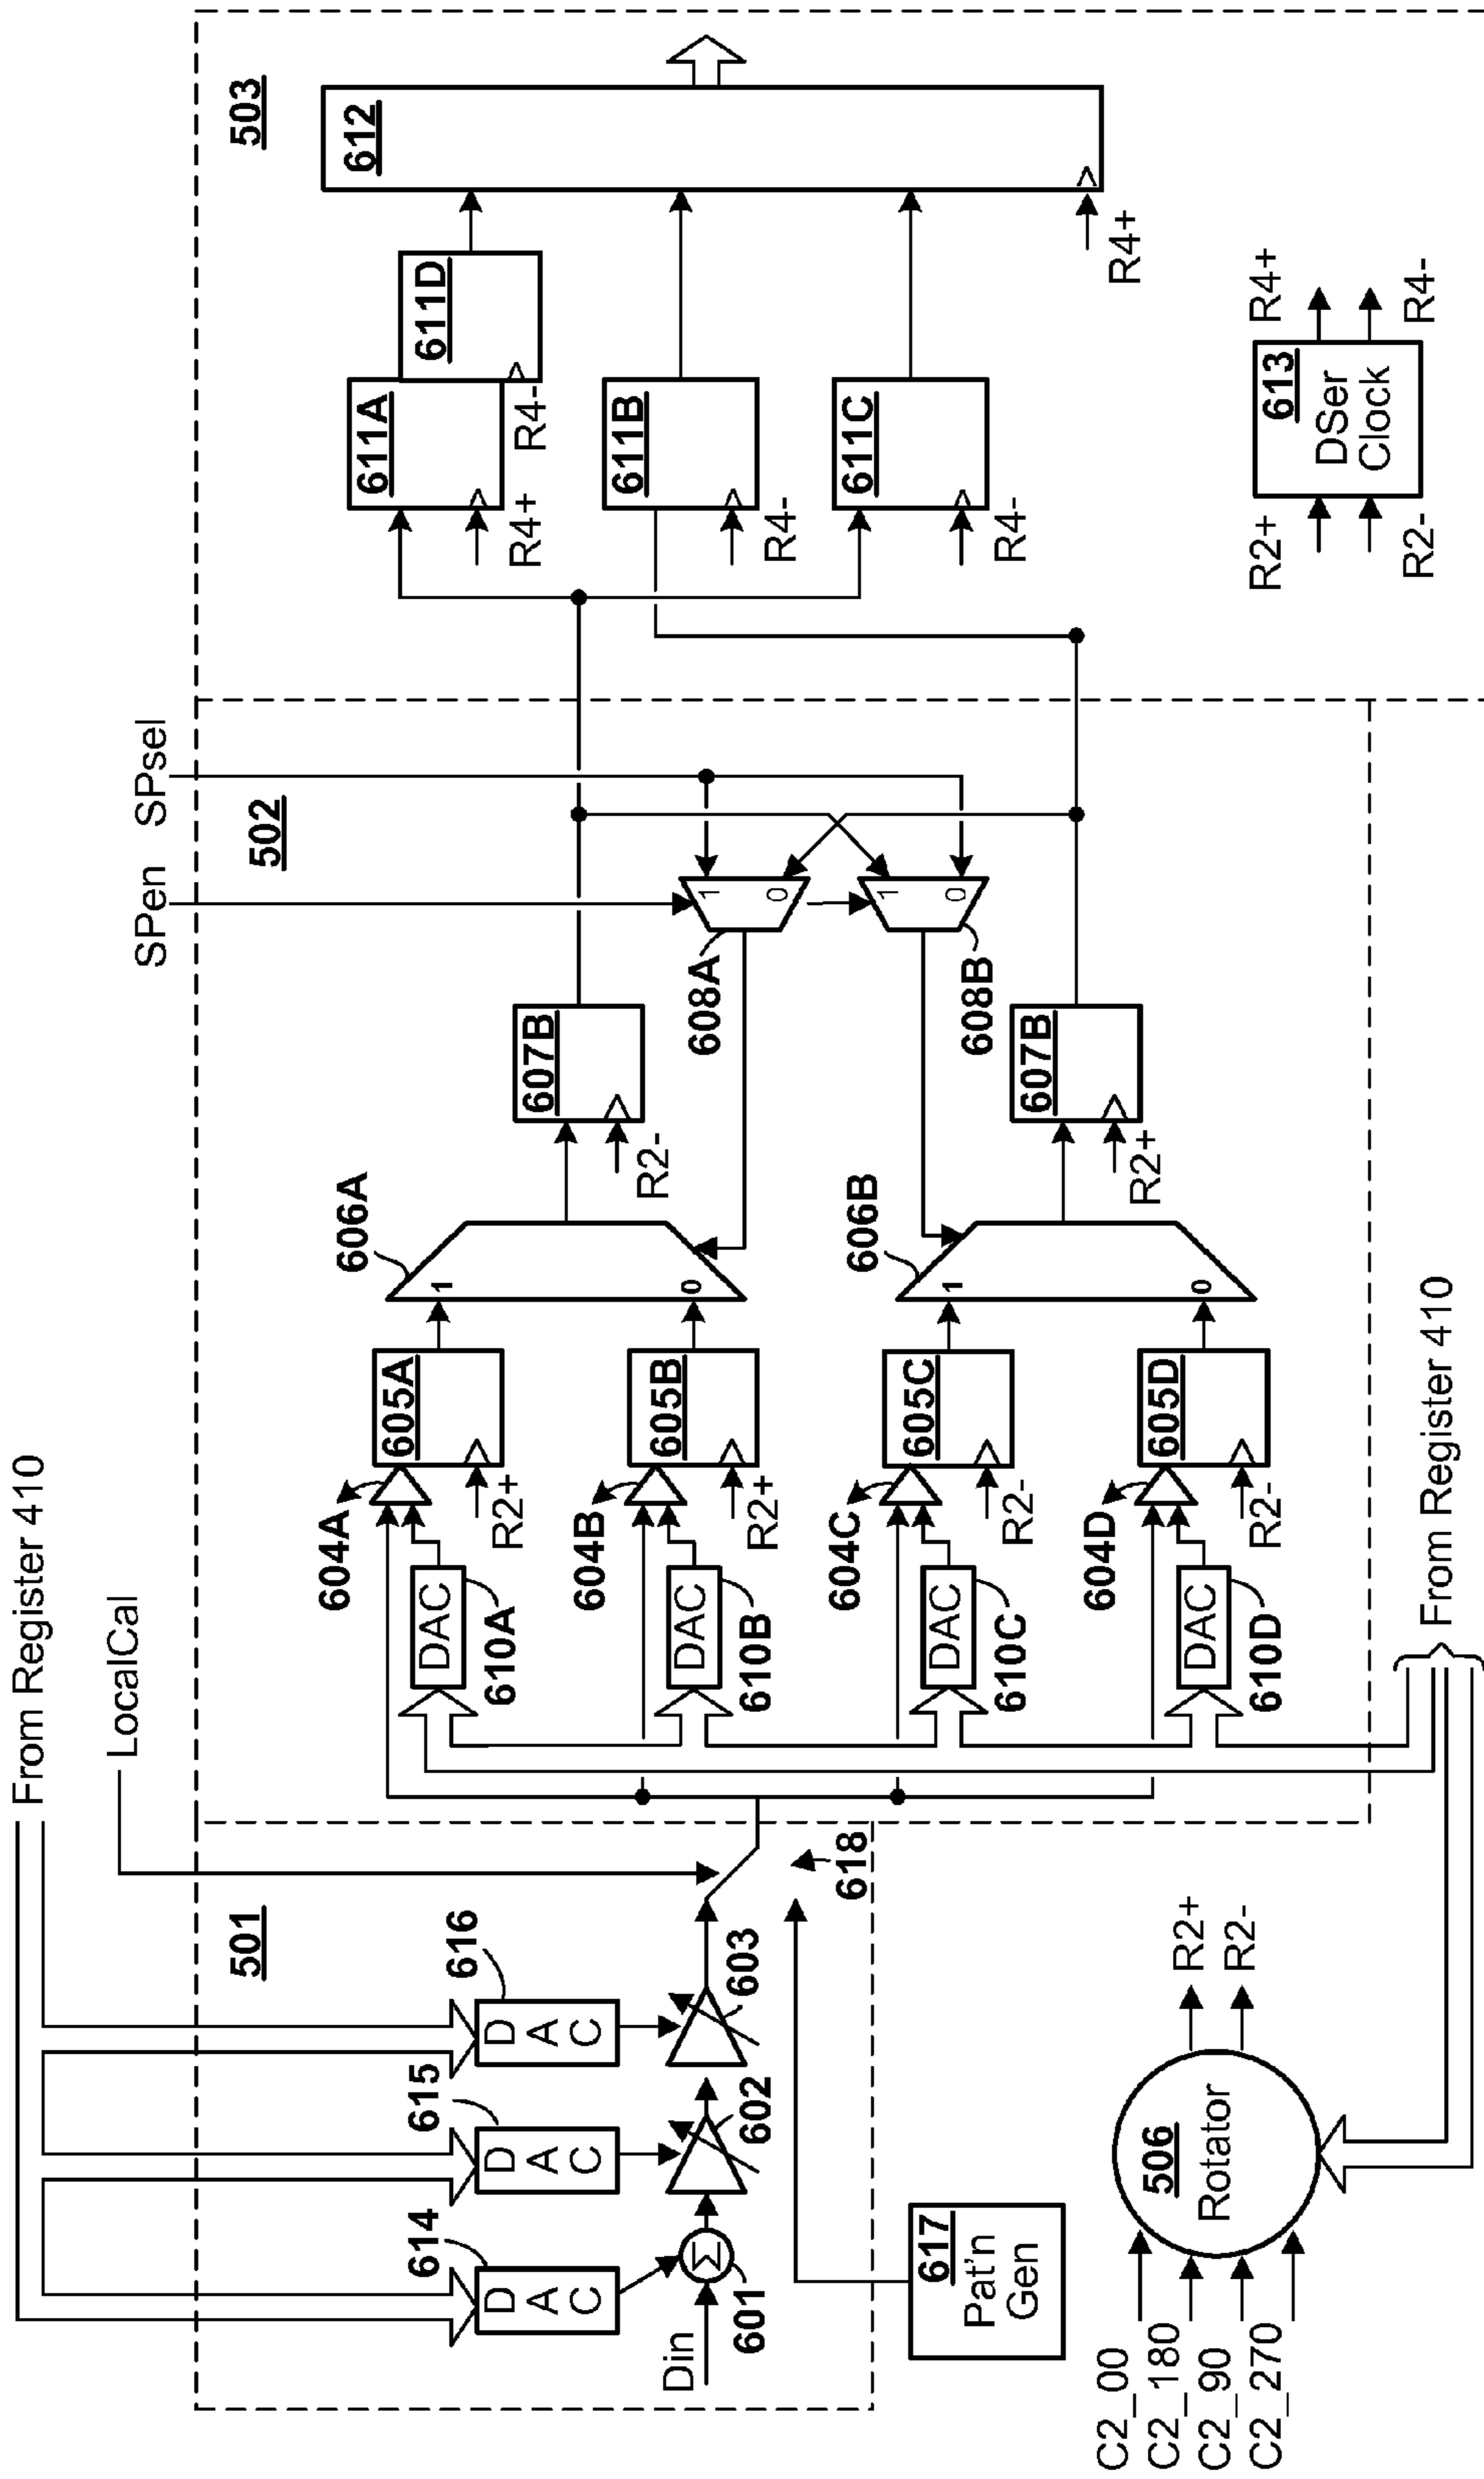 From Register 410
LocalCal
SPen
SPsel
501
502
503
614
D A C
615
D A C
616
D A C
Din
601
Σ
602
603
618
617
Pat'n
Gen
C2_00
C2_180
C2_90
C2_270
506
Rotator
R2+
R2-
From Register 410
604A
DAC
610A
605A
R2+
604B
DAC
610B
605B
R2+
604C
DAC
610C
605C
R2-
604D
DAC
610D
605D
R2-
606A
1
0
606B
1
0
607B
R2-
607B
R2+
608A
1
0
608B
1
0
611A
R4+
611D
R4-
611B
R4-
611C
R4-
612
R4+
613
DSer
Clock
R2+
R2-
R4+
R4-